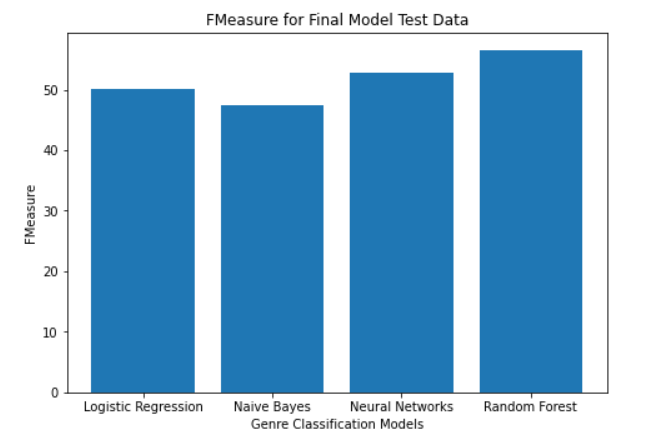 FMeasure for Final Model Test Data
50
40
30
20
10
0
FMeasure
Logistic Regression Naive Bayes Neural Networks Random Forest
Genre Classification Models